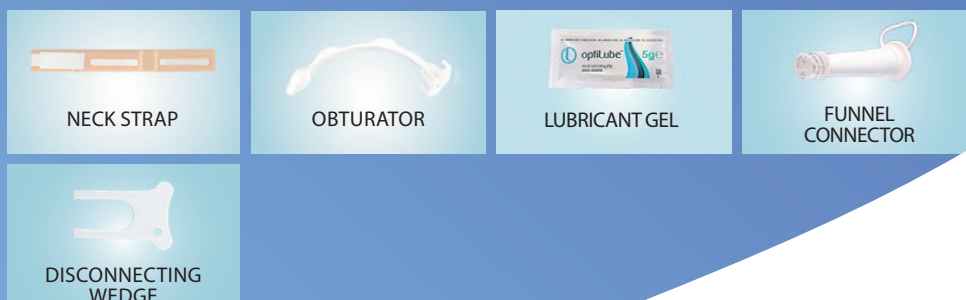 NECK STRAP
OBTURATOR
optiLube
5g℮
LUBRICANT GEL
FUNNEL
CONNECTOR
DISCONNECTING
WEDGE